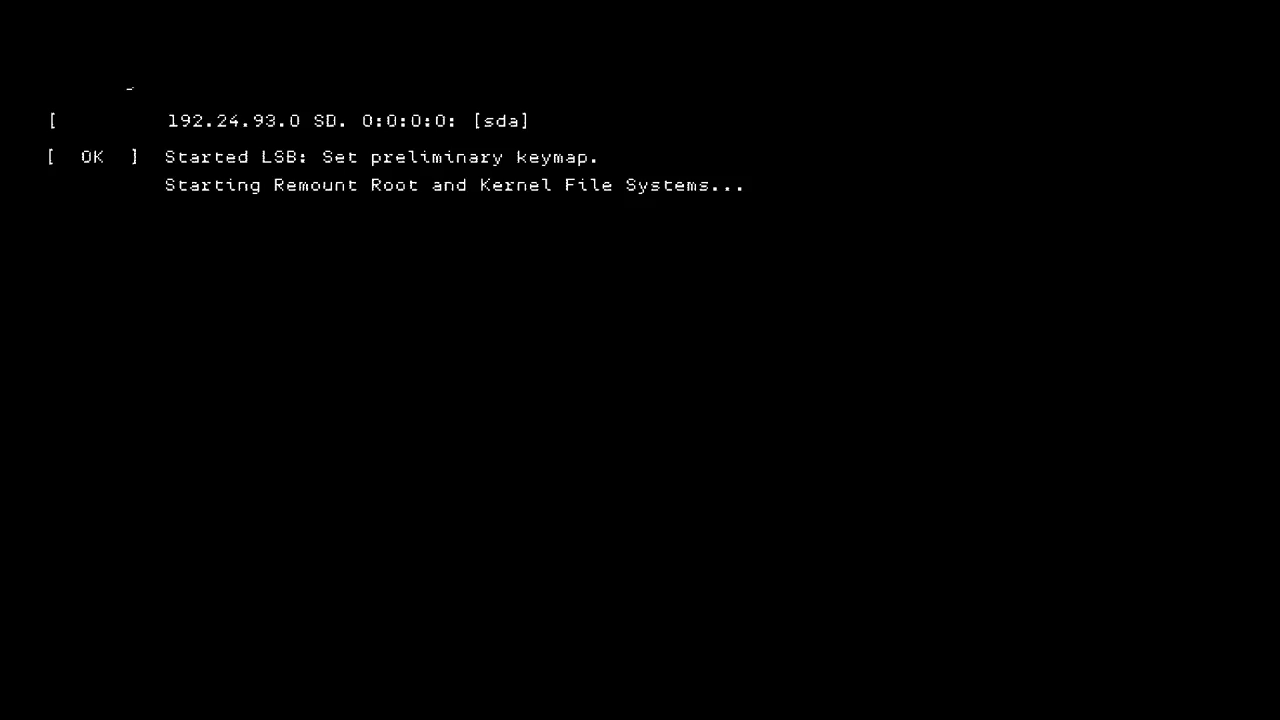 [ 192.24.93.0 SD. 0:0:0:0: [sda]
[ OK ] Started LSB: Set preliminary keymap.
Starting Remount Root and Kernel File Systems...